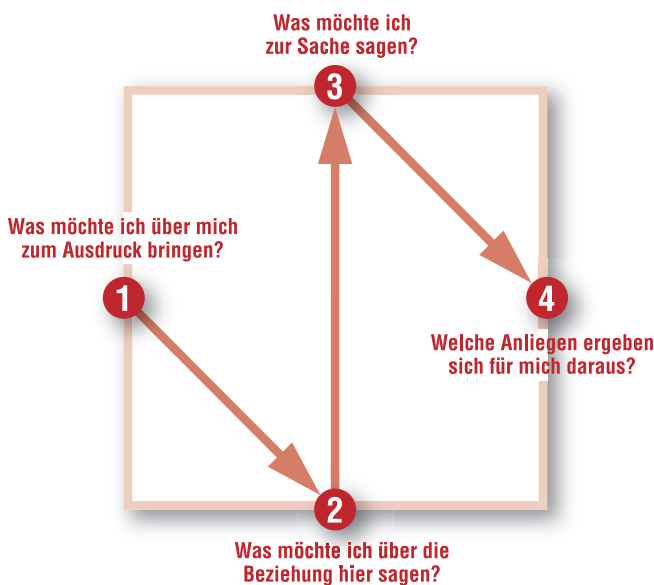 Was möchte ich
zur Sache sagen?
3
Was möchte ich über mich
zum Ausdruck bringen?
1
4
Welche Anliegen ergeben
sich für mich daraus?
2
Was möchte ich über die
Beziehung hier sagen?